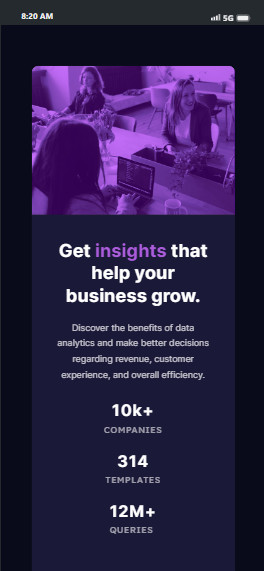 8:20 AM
5G
Get insights that
help your
business grow.
Discover the benefits of data
analytics and make better decisions
regarding revenue, customer
experience, and overall efficiency.
10k+
COMPANIES
314
TEMPLATES
12M+
QUERIES